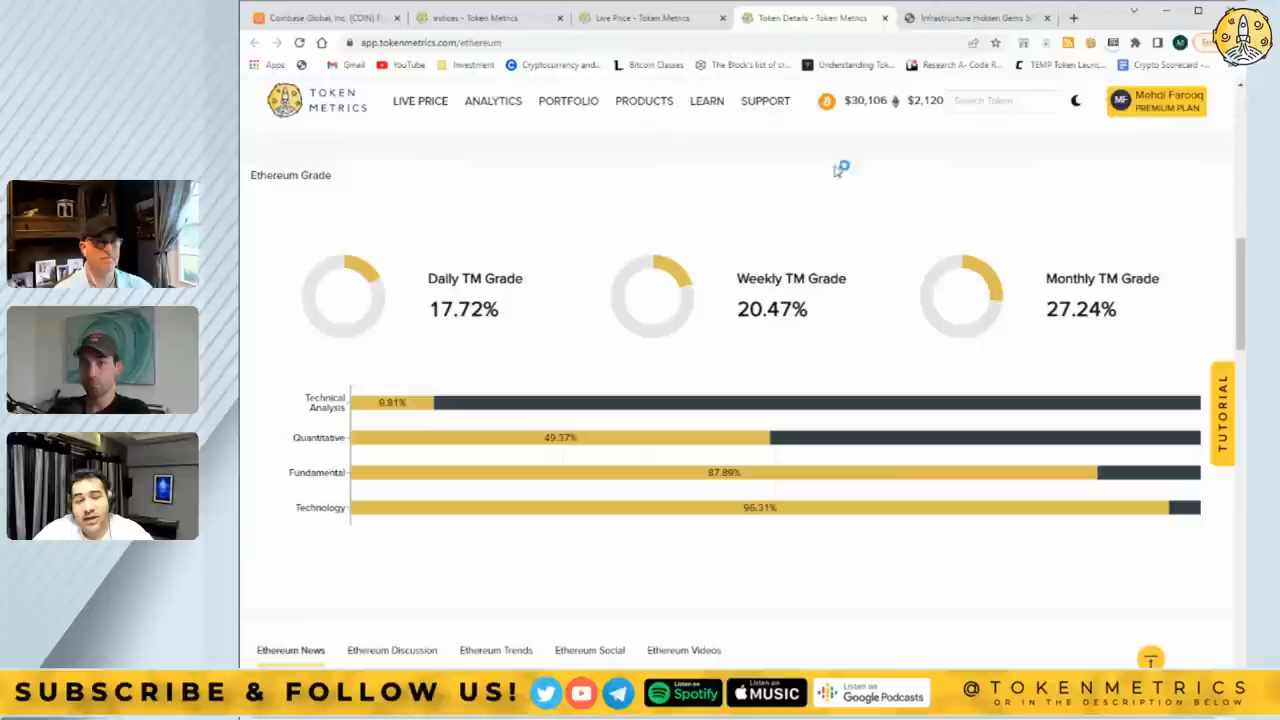 Coinbase Global, Inc. (COIN) F
Indices - Token Metrics
Live Price - Token Metrics
Token Details - Token Metrics
Infrastructure Hidden Gems S
app.tokenmetrics.com/ethereum
Apps
Gmail
YouTube
Investment
Cryptocurrency and...
Bitcoin Classes
The Block's list of cr...
Understanding Tok...
Research A- Code R...
TEMP Token Launc...
Crypto Scorecard -...
TOKEN
METRICS
LIVE PRICE
ANALYTICS
PORTFOLIO
PRODUCTS
LEARN
SUPPORT
$30,106
$2,120
Search Token
MF
Mehdi Farooq
PREMIUM PLAN
Ethereum Grade
Daily TM Grade
17.72%
Weekly TM Grade
20.47%
Monthly TM Grade
27.24%
Technical
Analysis
9.81%
Quantitative
49.37%
Fundamental
87.89%
Technology
96.31%
TUTORIAL
Ethereum News
Ethereum Discussion
Ethereum Trends
Ethereum Social
Ethereum Videos
SUBSCRIBE & FOLLOW US!
Listen on
Spotify
Listen on
MUSIC
Listen on
Google Podcasts
@TOKENMETRICS
OR IN THE DESCRIPTION BELOW